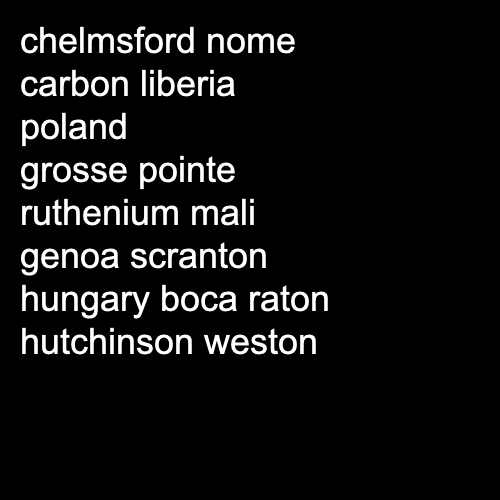 chelmsford nome
carbon liberia
poland
grosse pointe
ruthenium mali
genoa scranton
hungary boca raton
hutchinson weston